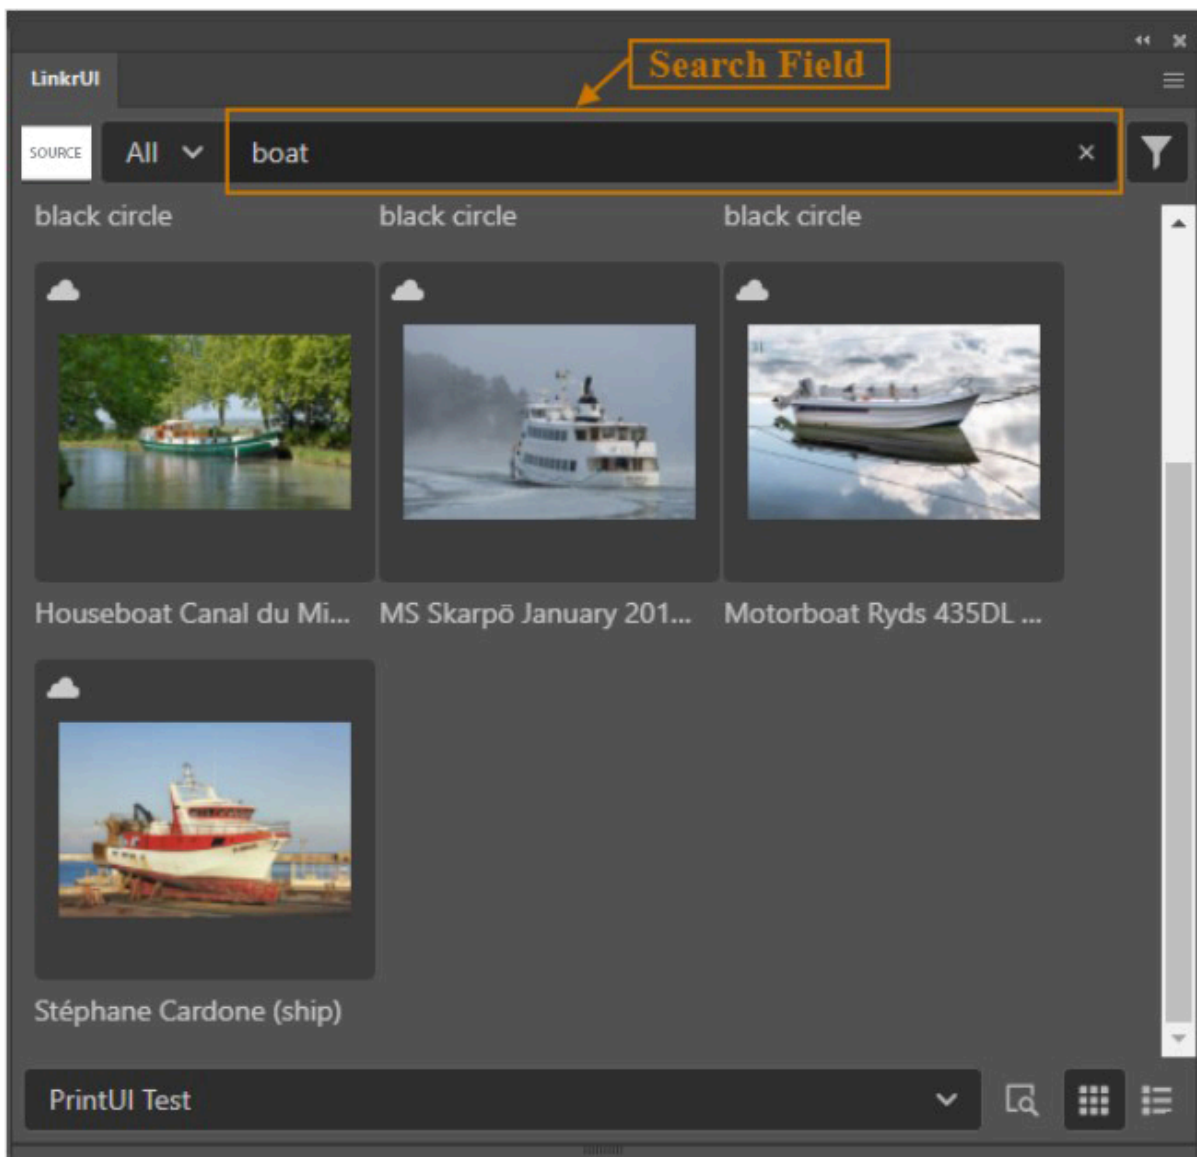 Search Field
LinkrUI
SOURCE All boat
black circle black circle black circle
Houseboat Canal du Mi... MS Skarpö January 201... Motorboat Ryds 435DL ...
Stéphane Cardone (ship)
PrintUI Test